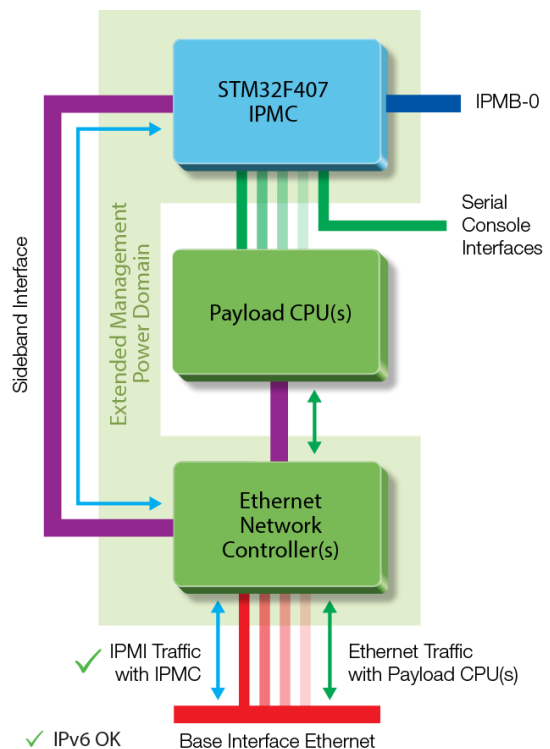 STM32F407
IPMC
IPMB-0
Serial
Console
Interfaces
Sideband Interface
Extended Management
Power Domain
Payload CPU(s)
Ethernet
Network
Controller(s)
IPMI Traffic
with IPMC
Ethernet Traffic
with Payload CPU(s)
IPv6 OK
Base Interface Ethernet